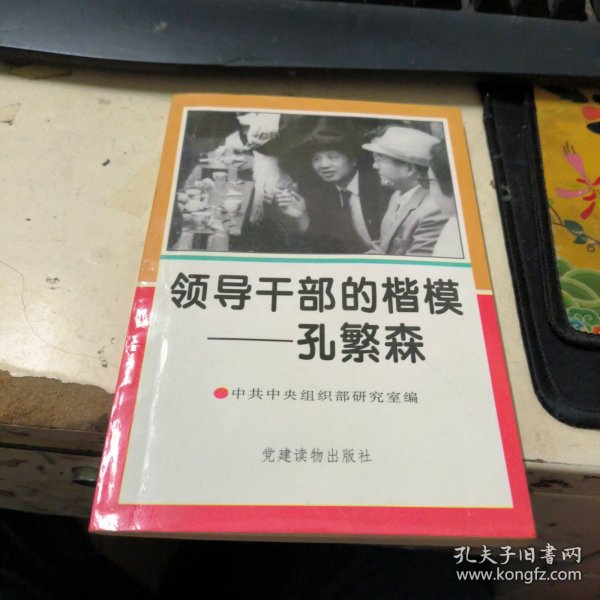 领导干部的楷模
——孔繁森
中共中央组织部研究室编
党建读物出版社
孔夫子旧书网
www.kongfz.com